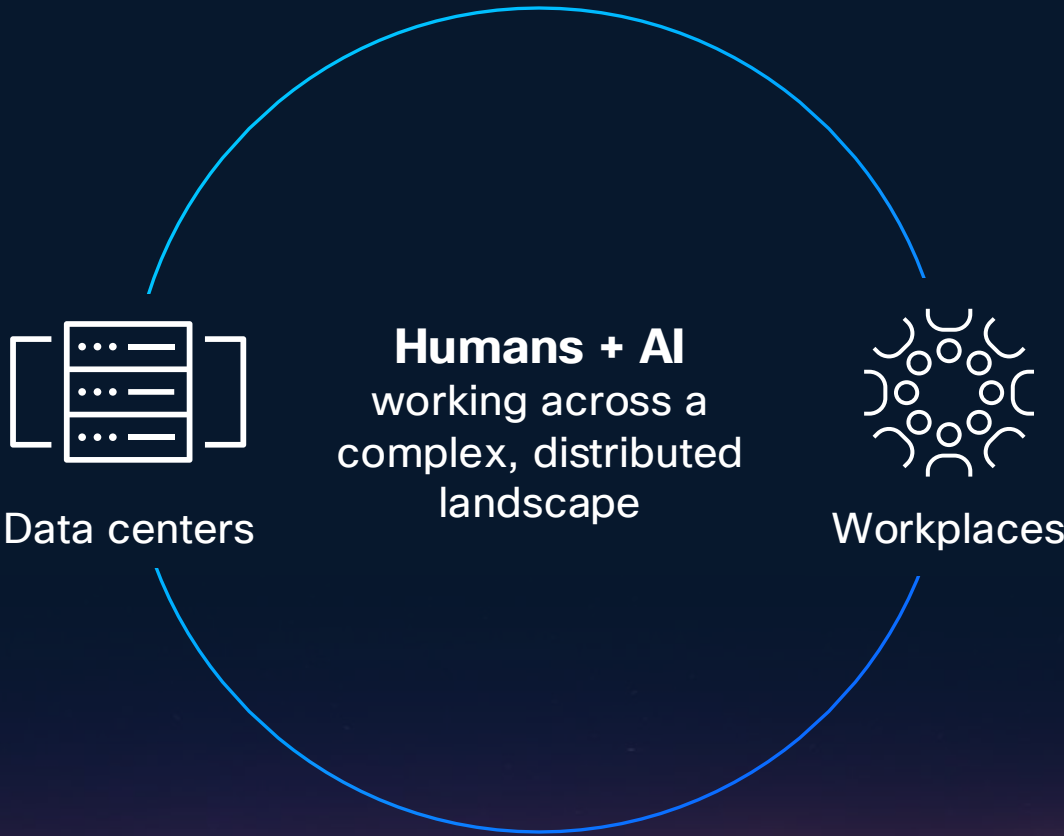 Humans + AI
working across a
complex, distributed
landscape
Data centers
Workplaces